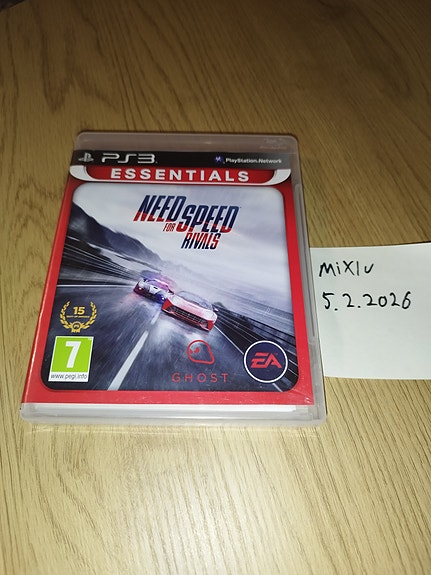 PS3 PlayStation Network
ESSENTIALS
NEED
FOR SPEED
RIVALS
15
7
www.pegi.info
GHOST
EA
Mixlu
5.2.2026